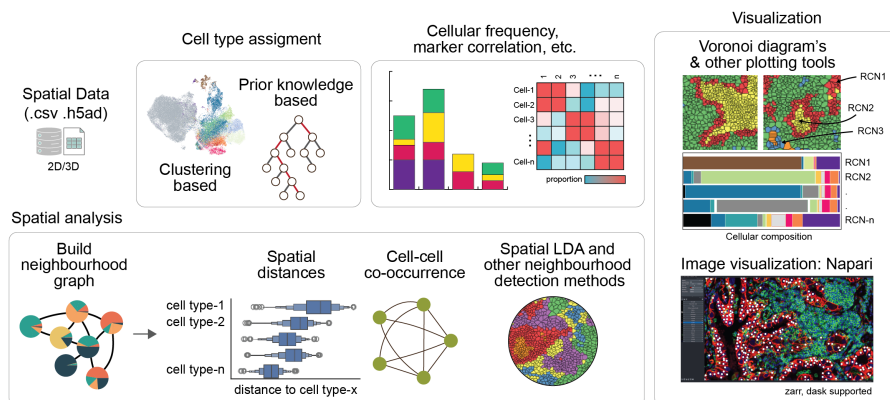 Visualization
Cell type assigment
Cellular frequency,
marker correlation, etc.
Spatial Data
(.csv .h5ad)
2D/3D
Prior knowledge
based
Clustering
based
1 2 3 ... n
Cell-1
Cell-2
Cell-3
Cell-n
proportion
Voronoi diagram's
& other plotting tools
RCN1
RCN2
RCN3
RCN1
RCN2
.
.
RCN-n
Cellular composition
Spatial analysis
Build
neighbourhood
graph
Spatial
distances
cell type-1
cell type-2
cell type-n
distance to cell type-x
Cell-cell
co-occurrence
Spatial LDA and
other neighbourhood
detection methods
Image visualization: Napari
zarr, dask supported